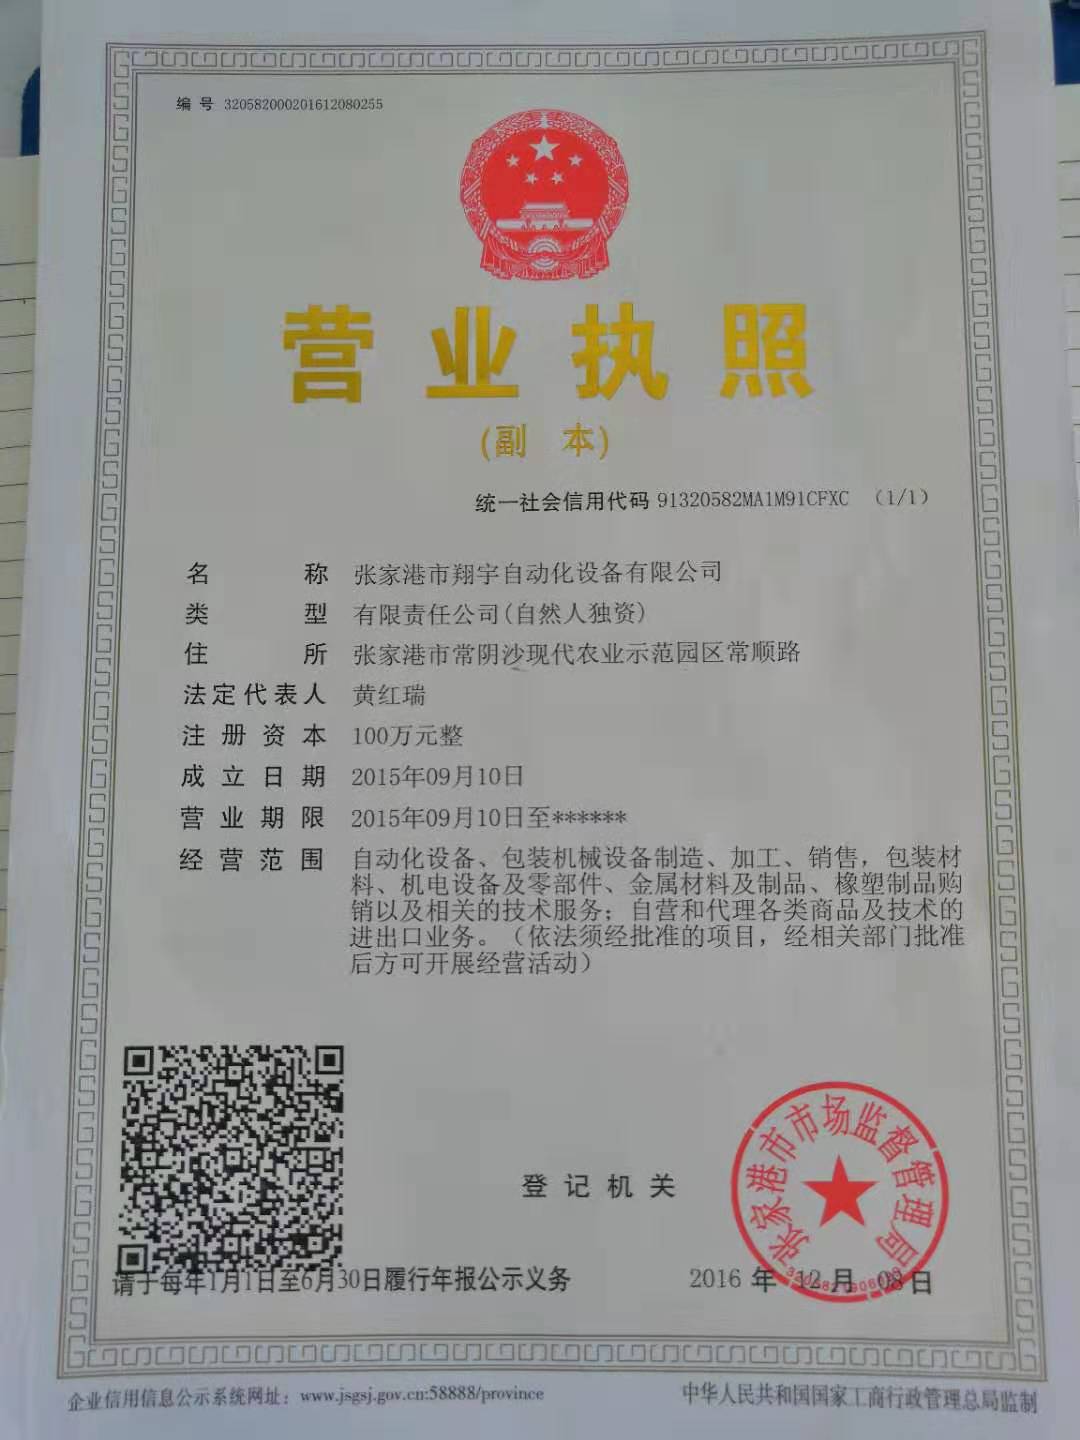 编号 320582000201612080255
营业执照
(副 本)
统一社会信用代码 91320582MA1M91CFXC (1/1)
名 称 张家港市翔宇自动化设备有限公司
类 型 有限责任公司(自然人独资)
住 所 张家港市常阴沙现代农业示范园区常顺路
法定代表人 黄红瑞
注册资本 100万元整
成立日期 2015年09月10日
营业期限 2015年09月10日至******
经营范围 自动化设备、包装机械设备制造、加工、销售，包装材
料、机电设备及零部件、金属材料及制品、橡塑制品购
销以及相关的技术服务；自营和代理各类商品及技术的
进出口业务。（依法须经批准的项目，经相关部门批准
后方可开展经营活动）
张家港市市场监督管理局
登记机关
请于每年1月1日至6月30日履行年报公示义务
2016 年 12 月 08 日
企业信用信息公示系统网址：www.jsgsj.gov.cn:58888/province
中华人民共和国国家工商行政管理总局监制